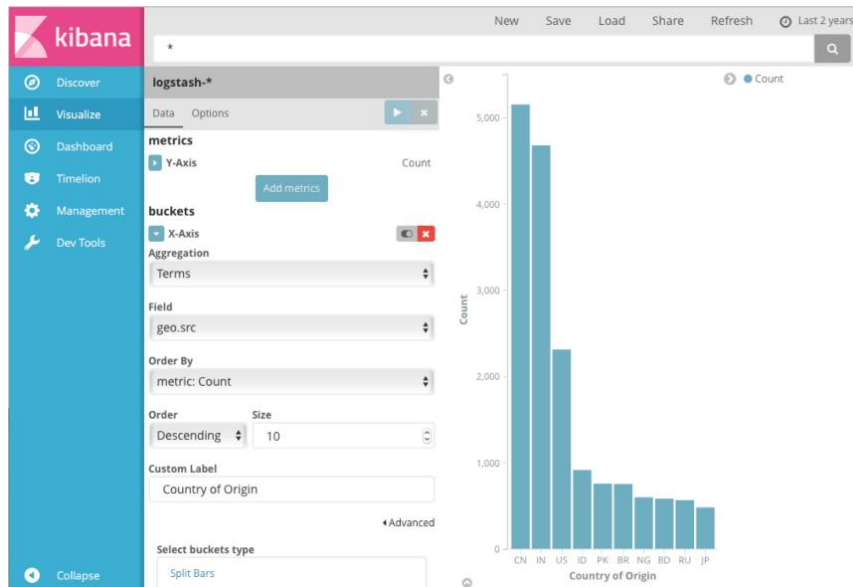 New Save Load Share Refresh Last 2 years
kibana
*
Discover
Visualize
Dashboard
Timelion
Management
Dev Tools
Collapse
logstash-*
Data Options
metrics
Y-Axis Count
Add metrics
buckets
X-Axis
Aggregation
Terms
Field
geo.src
Order By
metric: Count
Order Size
Descending 10
Custom Label
Country of Origin
Advanced
Select buckets type
Split Bars
Count
5,000
4,000
3,000
2,000
1,000
0
Count
CN IN US ID PK BR NG BD RU JP
Country of Origin